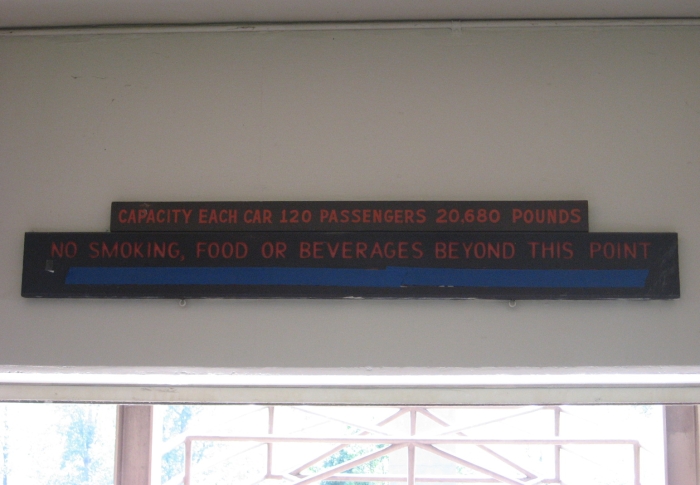 CAPACITY EACH CAR 120 PASSENGERS 20,680 POUNDS
NO SMOKING, FOOD OR BEVERAGES BEYOND THIS POINT